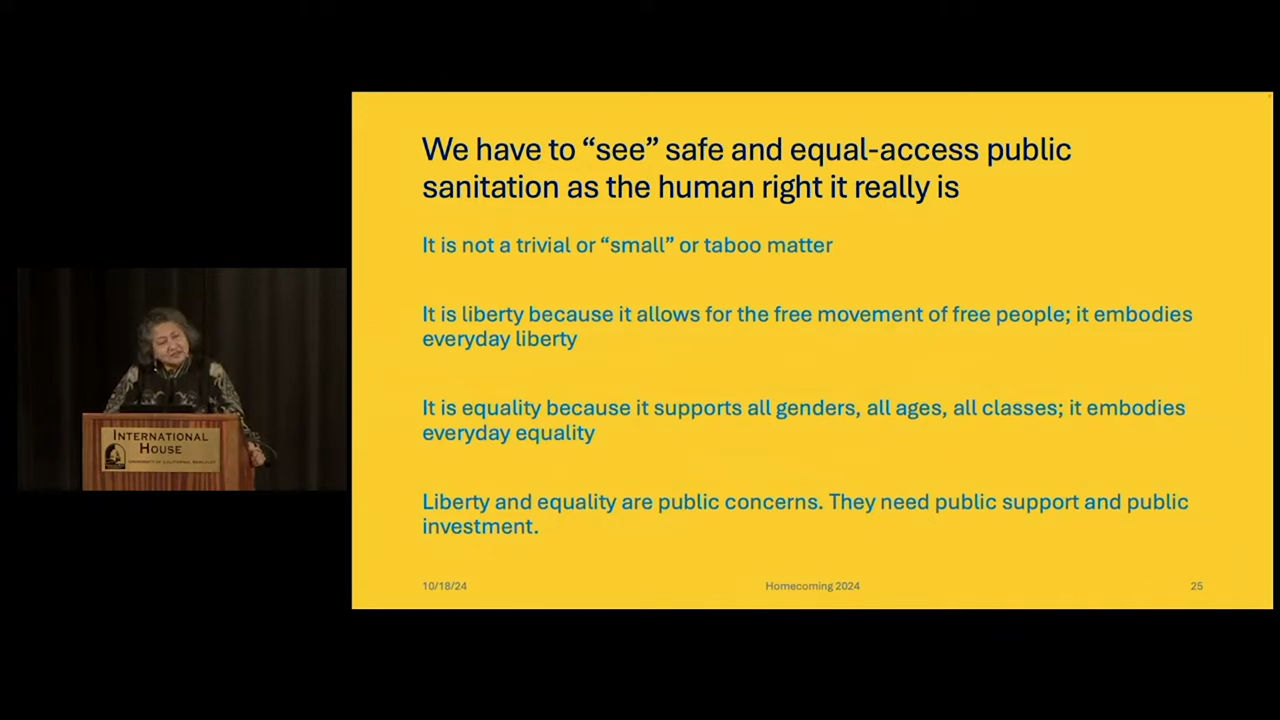 We have to “see” safe and equal-access public
sanitation as the human right it really is
It is not a trivial or “small” or taboo matter
It is liberty because it allows for the free movement of free people; it embodies
everyday liberty
It is equality because it supports all genders, all ages, all classes; it embodies
everyday equality
Liberty and equality are public concerns. They need public support and public
investment.
10/18/24
Homecoming 2024
25
INTERNATIONAL
HOUSE
UNIVERSITY OF CALIFORNIA, BERKELEY